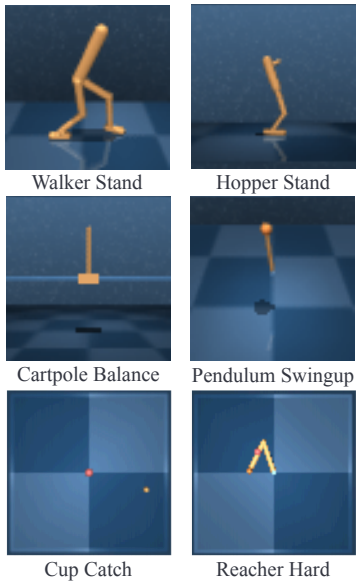 Walker Stand
Hopper Stand
Cartpole Balance
Pendulum Swingup
Cup Catch
Reacher Hard